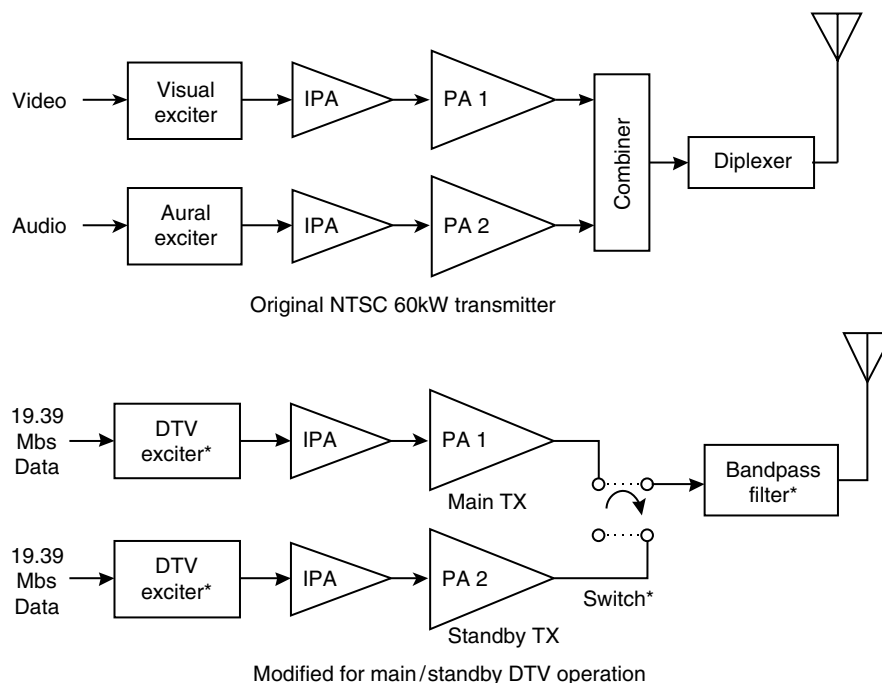 Video
Visual
exciter
IPA
PA 1
Combiner
Diplexer
Audio
Aural
exciter
IPA
PA 2
Original NTSC 60kW transmitter
19.39
Mbs
Data
DTV
exciter*
IPA
PA 1
Main TX
Bandpass
filter*
19.39
Mbs
Data
DTV
exciter*
IPA
PA 2
Standby TX
Switch*
Modified for main/standby DTV operation